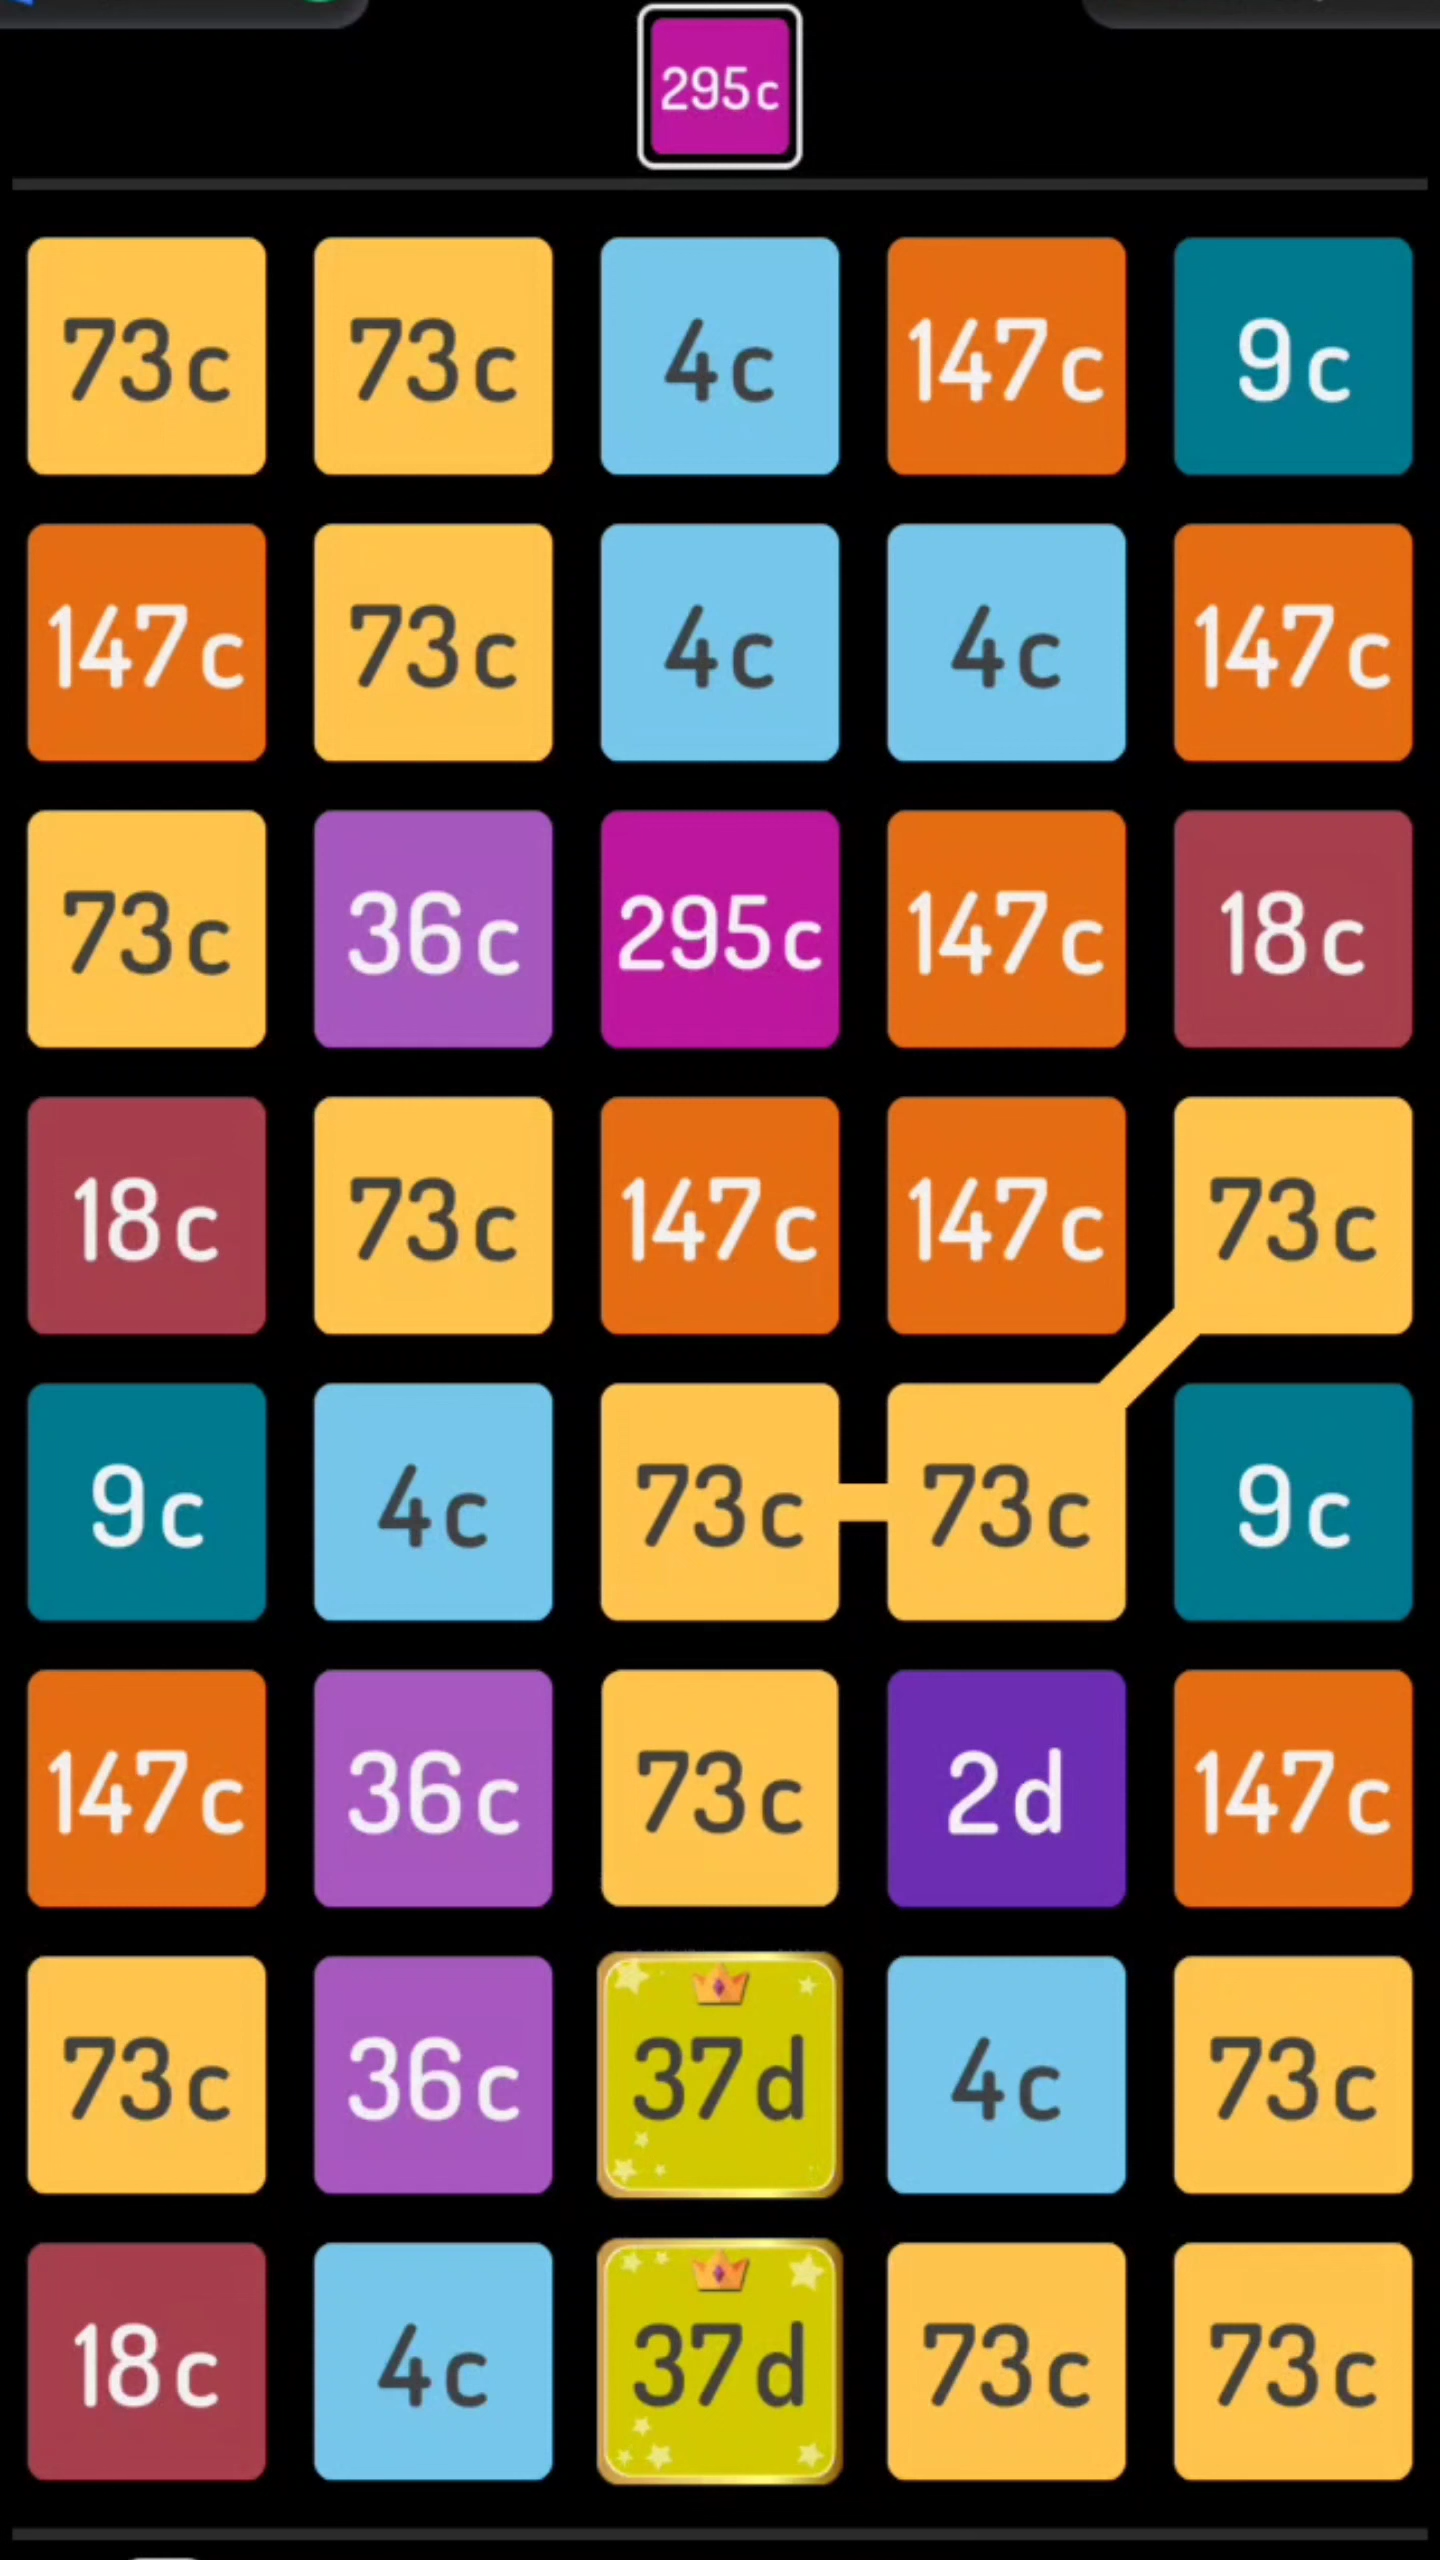 295c
73c 73c 4c 147c 9c
147c 73c 4c 4c 147c
73c 36c 295c 147c 18c
18c 73c 147c 147c 73c
9c 4c 73c 73c 9c
147c 36c 73c 2d 147c
73c 36c 37d 4c 73c
18c 4c 37d 73c 73c